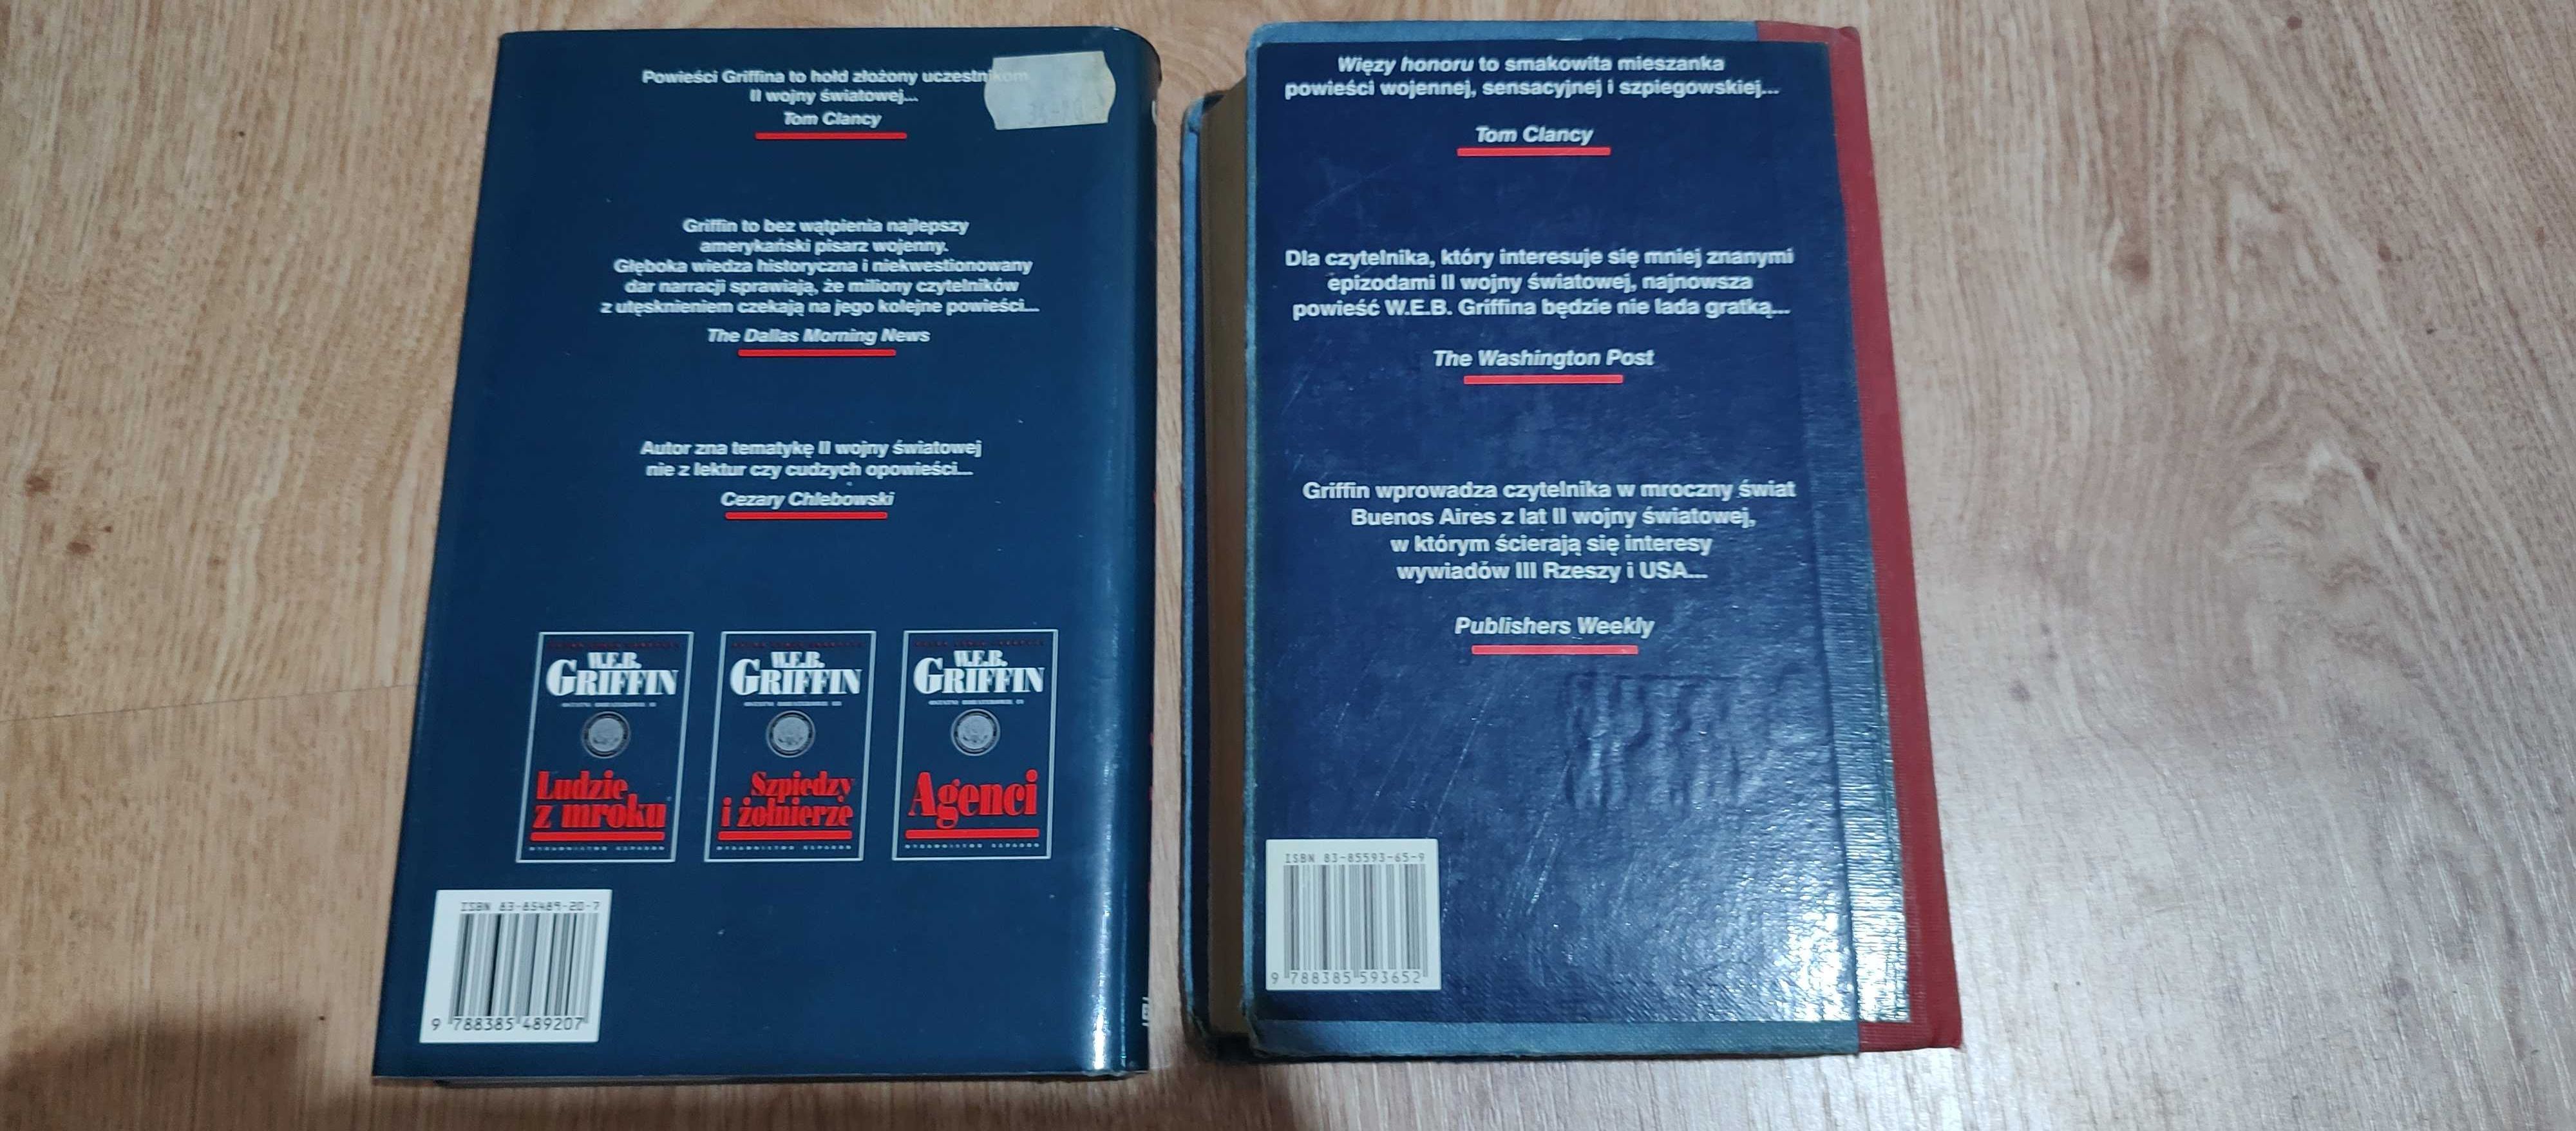 Powieści Griffina to hołd złożony uczestnikom
II wojny światowej...
Tom Clancy
Griffin to bez wątpienia najlepszy
amerykański pisarz wojenny.
Głęboka wiedza historyczna i niekwestionowany
dar narracji sprawiają, że miliony czytelników
z utęsknieniem czekają na jego kolejne powieści...
The Dallas Morning News
Autor zna tematykę II wojny światowej
nie z lektur czy cudzych opowieści...
Cezary Chlebowski
W.E.B.
GRIFFIN
Ludzie
z mroku
W.E.B.
GRIFFIN
Szpiedzy
i żołnierze
W.E.B.
GRIFFIN
Agenci
ISBN 83-85489-20-7
9 788385 489207
Więzy honoru to smakowita mieszanka
powieści wojennej, sensacyjnej i szpiegowskiej...
Tom Clancy
Dla czytelnika, który interesuje się mniej znanymi
epizodami II wojny światowej, najnowsza
powieść W.E.B. Griffina będzie nie lada gratką...
The Washington Post
Griffin wprowadza czytelnika w mroczny świat
Buenos Aires z lat II wojny światowej,
w którym ścierają się interesy
wywiadów III Rzeszy i USA...
Publishers Weekly
ISBN 83-85593-65-9
9 788385 593652